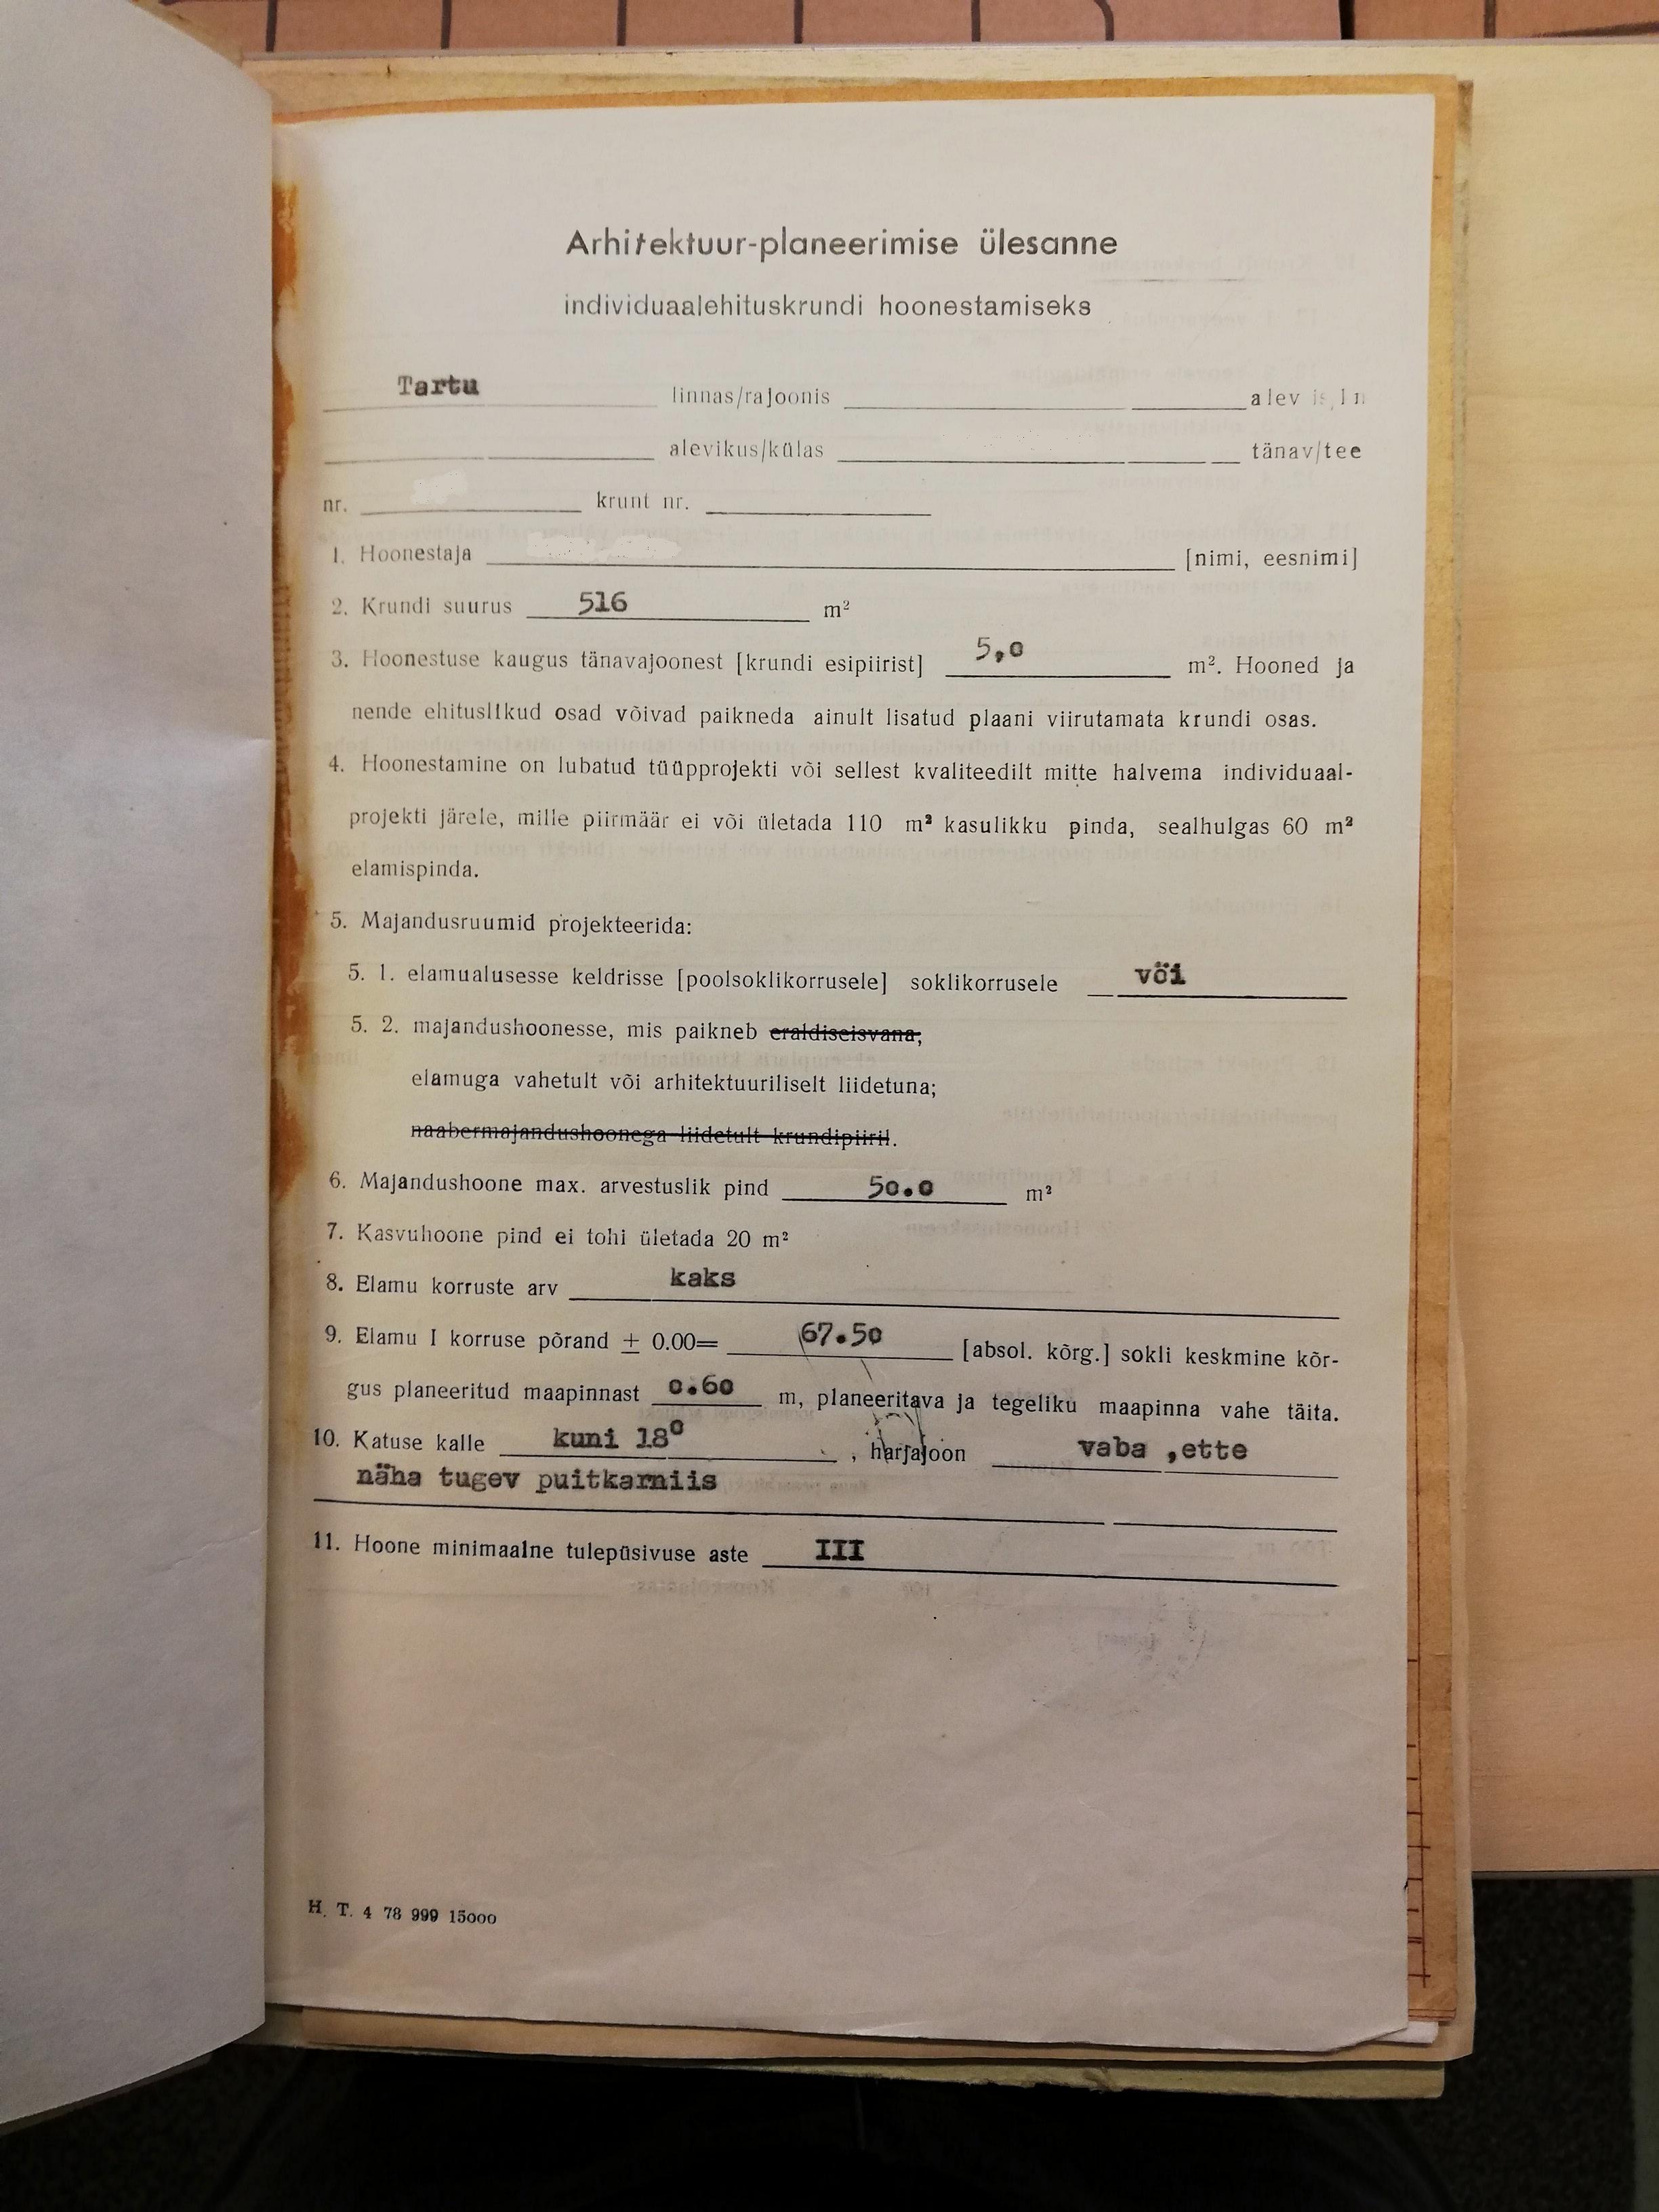 Arhitektuur-planeerimise ülesanne
individuaalehituskrundi hoonestamiseks
Tartu linnas/rajoonis alevis, ln
alevikus/külas tänav/tee
nr. krunt nr.
1. Hoonestaja [nimi, eesnimi]
2. Krundi suurus 516 m²
3. Hoonestuse kaugus tänavajoonest [krundi esipiirist] 5,0 m². Hooned ja
nende ehituslikud osad võivad paikneda ainult lisatud plaani viirutamata krundi osas.
4. Hoonestamine on lubatud tüüpprojekti või sellest kvaliteedilt mitte halvema individuaal-
projekti järele, mille piirmäär ei või ületada 110 m² kasulikku pinda, sealhulgas 60 m²
elamispinda.
5. Majandusruumid projekteerida:
5. 1. elamualusesse keldrisse [poolsoklikorrusele] soklikorrusele või
5. 2. majandushoonesse, mis paikneb eraldiseisvana;
elamuga vahetult või arhitektuuriliselt liidetuna;
naabermajandushoonega liidetult krundipiiril.
6. Majandushoone max. arvestuslik pind 50.0 m²
7. Kasvuhoone pind ei tohi ületada 20 m²
8. Elamu korruste arv kaks
9. Elamu I korruse põrand ± 0.00= 67.50 [absol. kõrg.] sokli keskmine kõr-
gus planeeritud maapinnast 0.60 m, planeeritava ja tegeliku maapinna vahe täita.
10. Katuse kalle kuni 18° , harjajoon vaba ,ette
näha tugev puitkarniis
11. Hoone minimaalne tulepüsivuse aste III
H. T. 4 78 999 15000